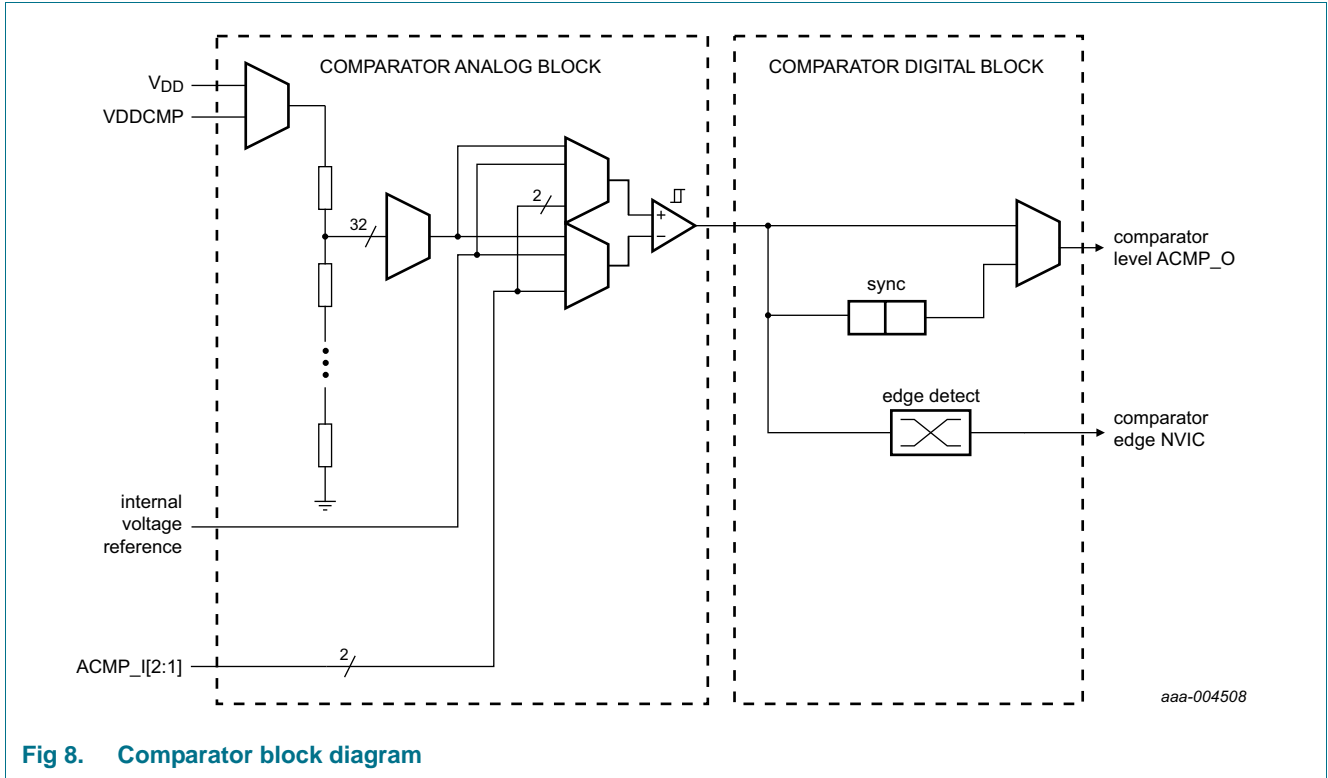 COMPARATOR ANALOG BLOCK
COMPARATOR DIGITAL BLOCK
VDD
VDDCMP
32
2
+
−
sync
comparator
level ACMP_O
edge detect
comparator
edge NVIC
internal
voltage
reference
ACMP_I[2:1]
2
aaa-004508
Fig 8. Comparator block diagram